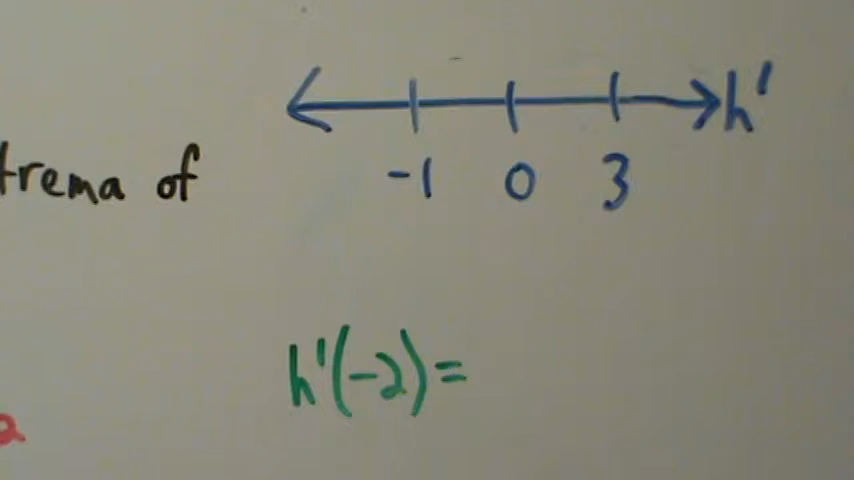 h'
-1 0 3
trema of
h'(-2)=